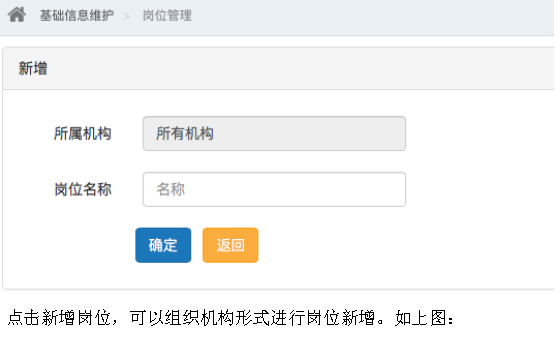 基础信息维护 > 岗位管理
新增
所属机构 所有机构
岗位名称 名称
确定 返回
点击新增岗位，可以组织机构形式进行岗位新增。如上图：